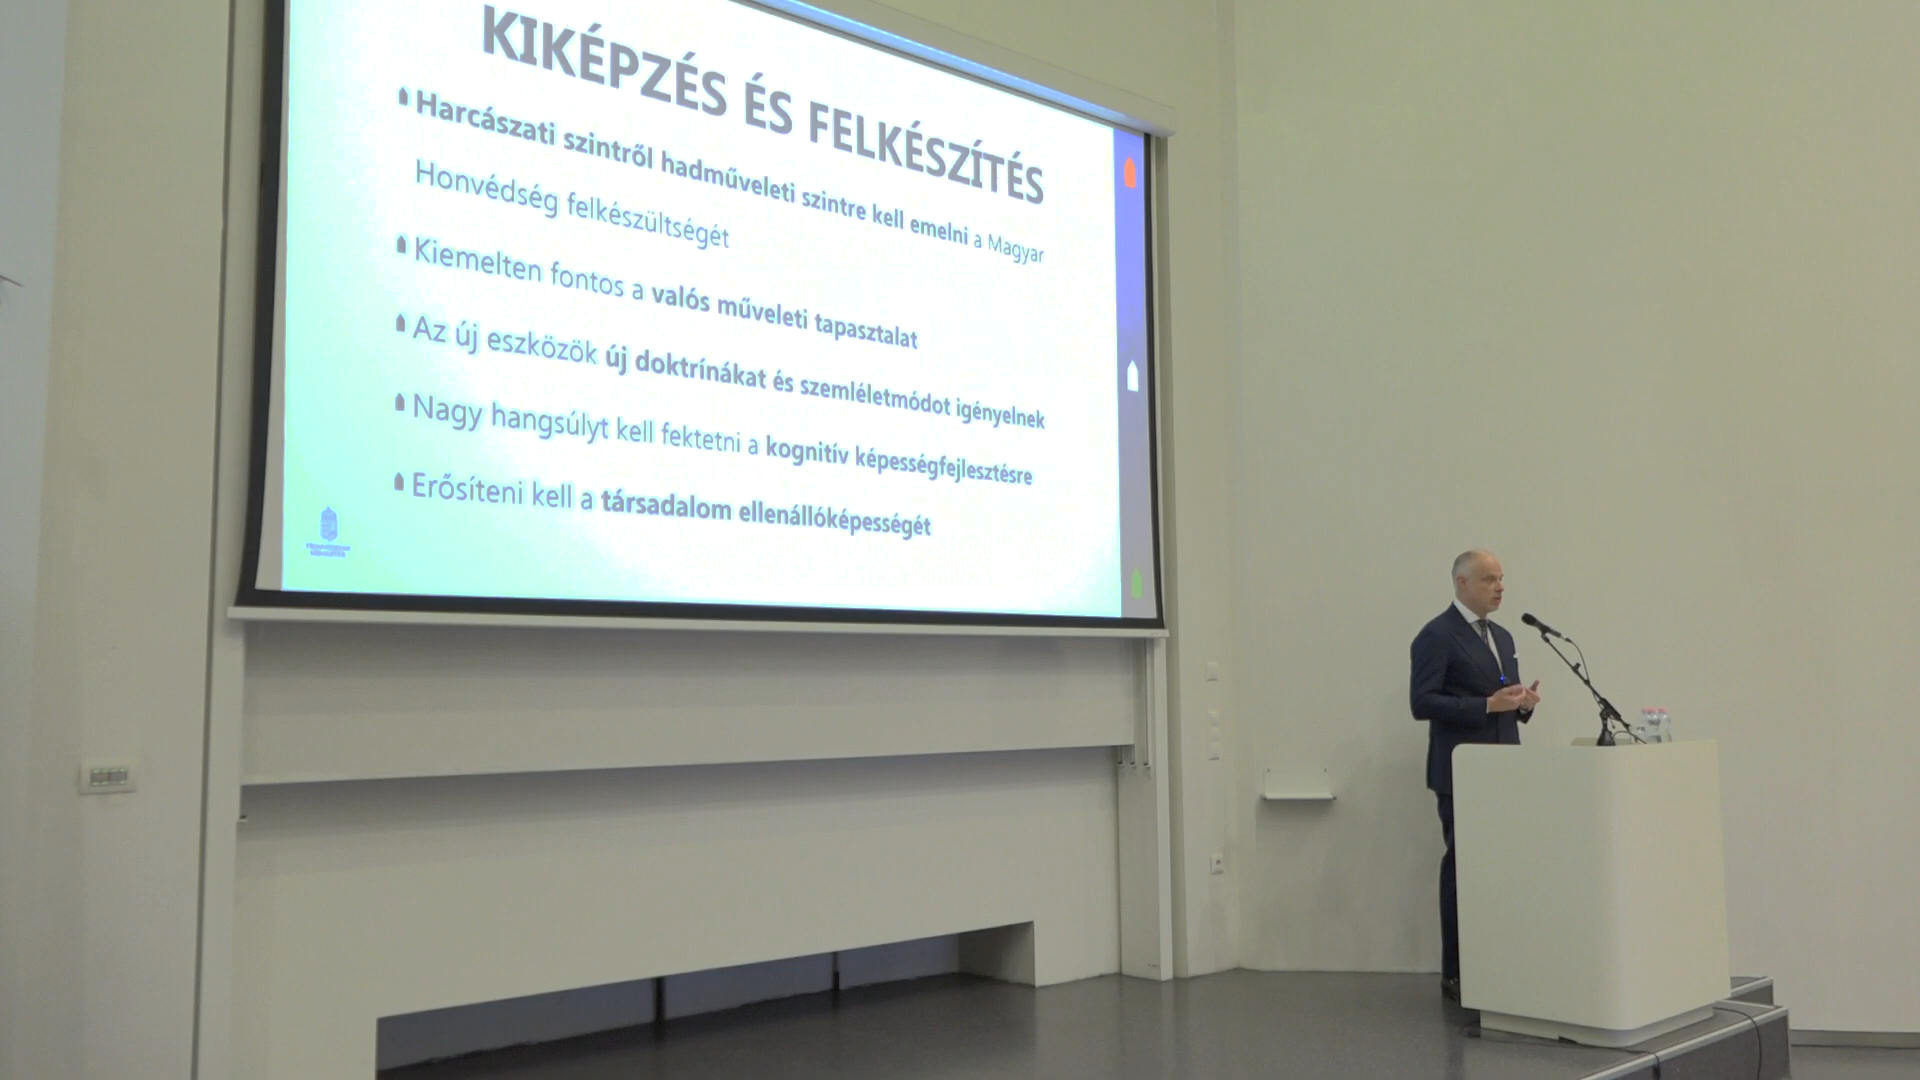 KIKÉPZÉS ÉS FELKÉSZÍTÉS
Harcászati szintről hadműveleti szintre kell emelni a Magyar
Honvédség felkészültségét
Kiemelten fontos a valós műveleti tapasztalat
Az új eszközök új doktrínákat és szemléletmódot igényelnek
Nagy hangsúlyt kell fektetni a kognitív képességfejlesztésre
Erősíteni kell a társadalom ellenállóképességét